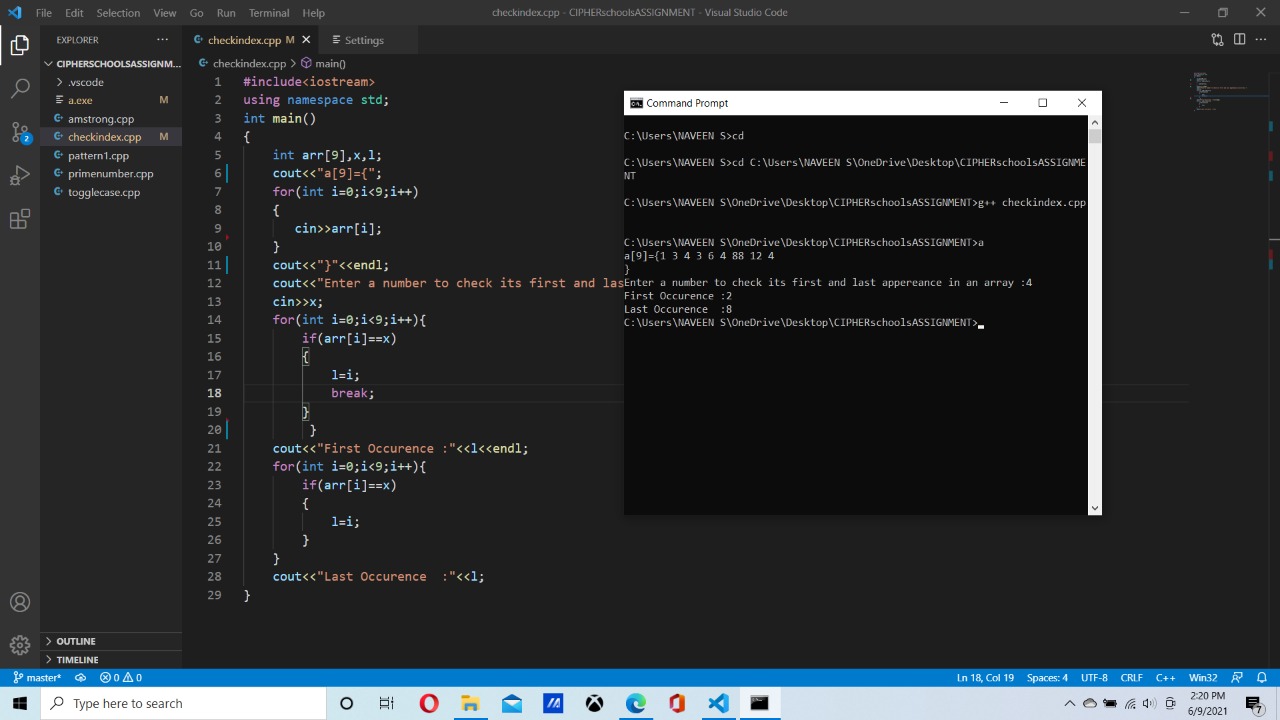 File Edit Selection View Go Run Terminal Help checkindex.cpp - CIPHERschoolsASSIGNMENT - Visual Studio Code
EXPLORER
CIPHERSCHOOLSASSIGNM...
.vscode
a.exe M
amstrong.cpp
checkindex.cpp M
pattern1.cpp
primenumber.cpp
togglecase.cpp
OUTLINE
TIMELINE
checkindex.cpp M Settings
checkindex.cpp > main()
1 #include<iostream>
2 using namespace std;
3 int main()
4 {
5 int arr[9],x,l;
6 cout<<"a[9]={";
7 for(int i=0;i<9;i++)
8 {
9 cin>>arr[i];
10 }
11 cout<<"}"<<endl;
12 cout<<"Enter a number to check its first and las
13 cin>>x;
14 for(int i=0;i<9;i++){
15 if(arr[i]==x)
16 {
17 l=i;
18 break;
19 }
20 }
21 cout<<"First Occurence :"<<l<<endl;
22 for(int i=0;i<9;i++){
23 if(arr[i]==x)
24 {
25 l=i;
26 }
27 }
28 cout<<"Last Occurence  :"<<l;
29 }
Command Prompt
C:\Users\NAVEEN S>cd
C:\Users\NAVEEN S>cd C:\Users\NAVEEN S\OneDrive\Desktop\CIPHERschoolsASSIGNME
NT
C:\Users\NAVEEN S\OneDrive\Desktop\CIPHERschoolsASSIGNMENT>g++ checkindex.cpp
C:\Users\NAVEEN S\OneDrive\Desktop\CIPHERschoolsASSIGNMENT>a
a[9]={1 3 4 3 6 4 88 12 4
}
Enter a number to check its first and last appereance in an array :4
First Occurence :2
Last Occurence  :8
C:\Users\NAVEEN S\OneDrive\Desktop\CIPHERschoolsASSIGNMENT>
2
master* 0 0 Ln 18, Col 19 Spaces: 4 UTF-8 CRLF C++ Win32
Type here to search
2:20 PM
6/9/2021
7